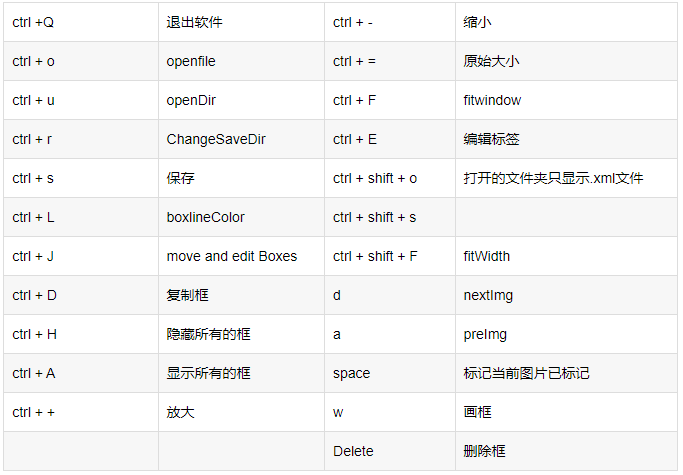 ctrl +Q 退出软件 ctrl + - 缩小
ctrl + o openfile ctrl + = 原始大小
ctrl + u openDir ctrl + F fitwindow
ctrl + r ChangeSaveDir ctrl + E 编辑标签
ctrl + s 保存 ctrl + shift + o 打开的文件夹只显示.xml文件
ctrl + L boxlineColor ctrl + shift + s
ctrl + J move and edit Boxes ctrl + shift + F fitWidth
ctrl + D 复制框 d nextImg
ctrl + H 隐藏所有的框 a preImg
ctrl + A 显示所有的框 space 标记当前图片已标记
ctrl + + 放大 w 画框
Delete 删除框